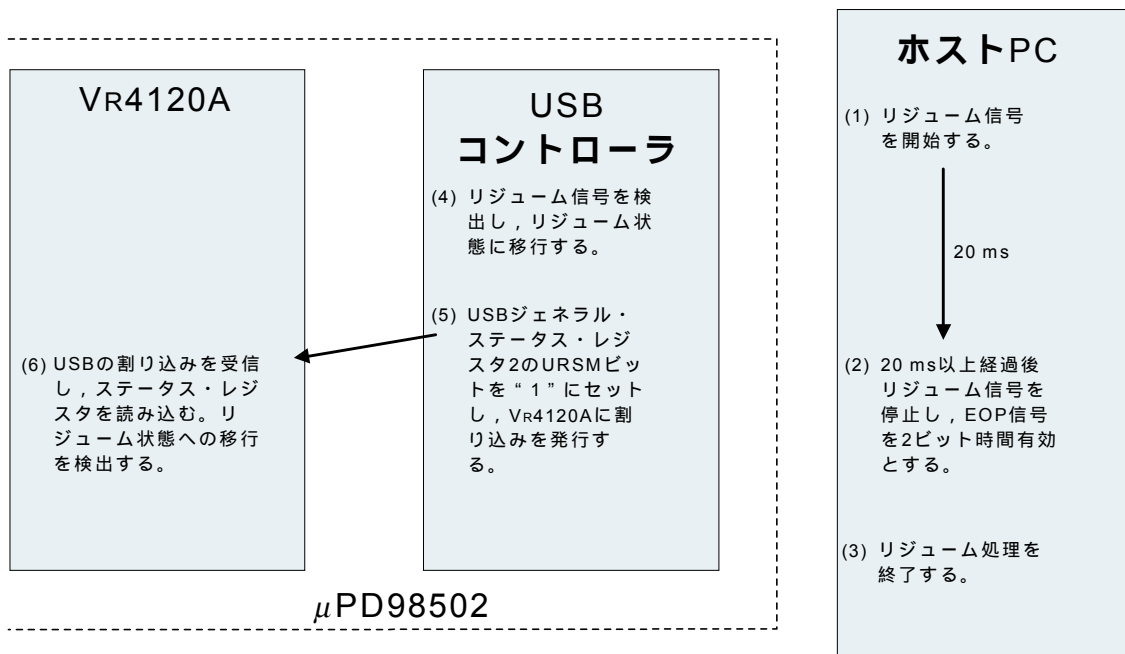 VR4120A
(6) USBの割り込みを受信
し，ステータス・レジ
スタを読み込む。リ
ジューム状態への移行
を検出する。
USB
コントローラ
(4) リジューム信号を検
出し，リジューム状
態に移行する。
(5) USBジェネラル・
ステータス・レジ
スタ2のURSMビッ
トを“1”にセット
し，VR4120Aに割
り込みを発行す
る。
μPD98502
ホストPC
(1) リジューム信号
を開始する。
20 ms
(2) 20 ms以上経過後
リジューム信号を
停止し，EOP信号
を2ビット時間有効
とする。
(3) リジューム処理を
終了する。